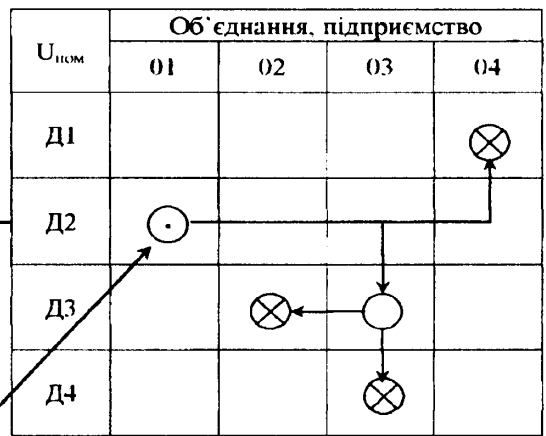 Об`єднання, підприємство
Uном
01 02 03 04
Д1
Д2
Д3
Д4